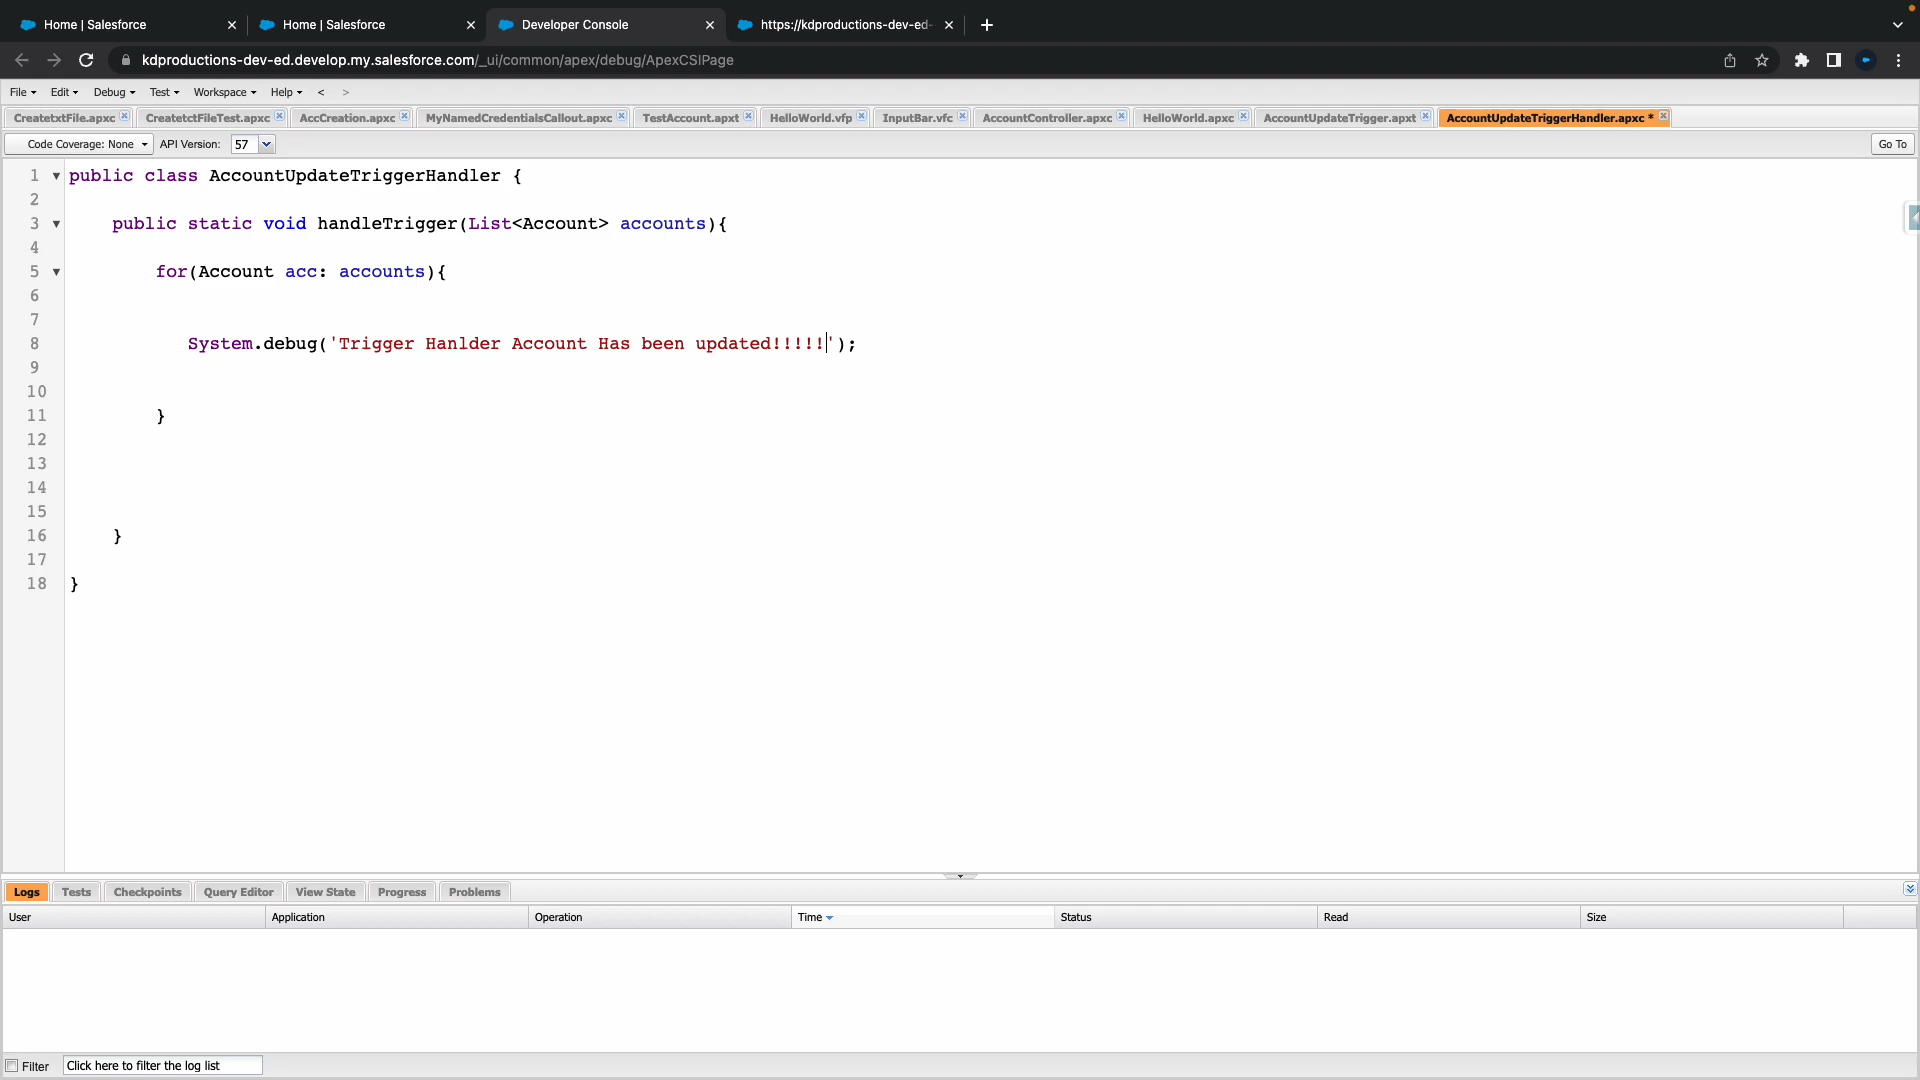 Home | Salesforce
Home | Salesforce
Developer Console
https://kdproductions-dev-ed-
kdproductions-dev-ed.develop.my.salesforce.com/_ui/common/apex/debug/ApexCSIPage
File Edit Debug Test Workspace Help < >
CreatetxtFile.apxc CreatetctFileTest.apxc AccCreation.apxc MyNamedCredentialsCallout.apxc TestAccount.apxt HelloWorld.vfp InputBar.vfc AccountController.apxc HelloWorld.apxc AccountUpdateTrigger.apxt AccountUpdateTriggerHandler.apxc *
Code Coverage: None API Version: 57 Go To
1 public class AccountUpdateTriggerHandler {
2
3 public static void handleTrigger(List<Account> accounts){
4
5 for(Account acc: accounts){
6
7
8 System.debug('Trigger Hanlder Account Has been updated!!!!!');
9
10
11 }
12
13
14
15
16 }
17
18 }
Logs Tests Checkpoints Query Editor View State Progress Problems
User Application Operation Time Status Read Size
Filter Click here to filter the log list